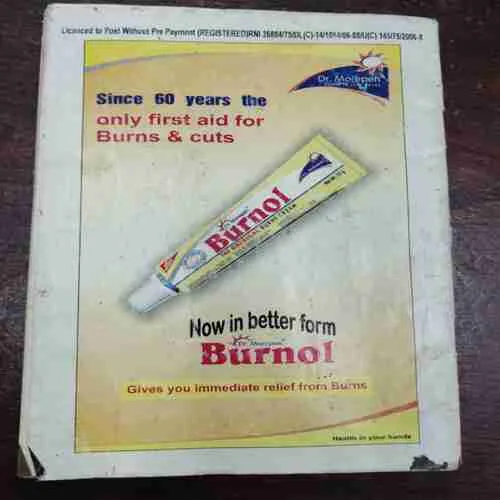 Licenced to Post Without Pre Payment (REGISTERED)RNI
Dr. Morepen
Since 60 years the
only first aid for
Burns & cuts
Burnol
Now in better form
Dr. Morepen
Burnol
Gives you immediate relief from Burns
Health in your hands